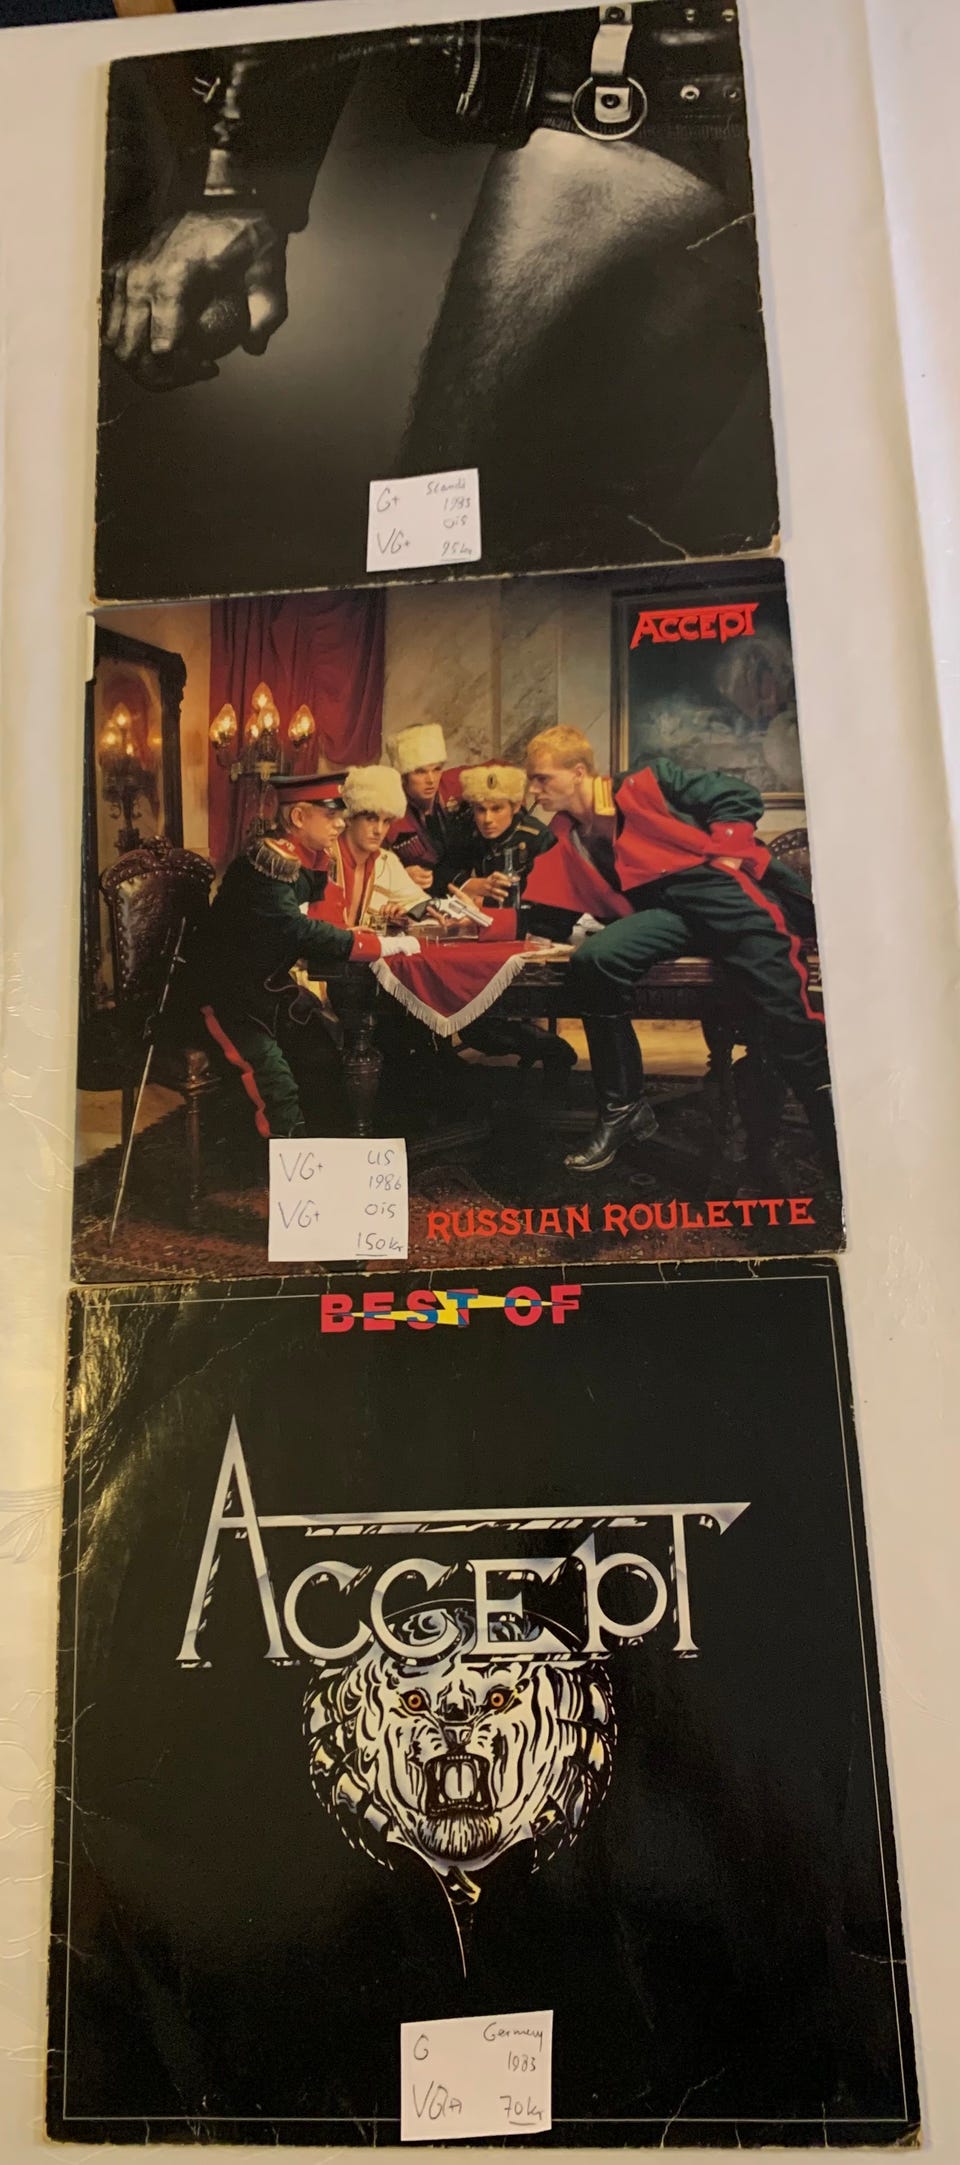 G+ Scandi
1983
OIS
VG+ 95kr
ACCEPT
VG+ US
1986
VG+ OIS
150kr
RUSSIAN ROULETTE
BEST OF
ACCEPT
G Germany
1983
70kr